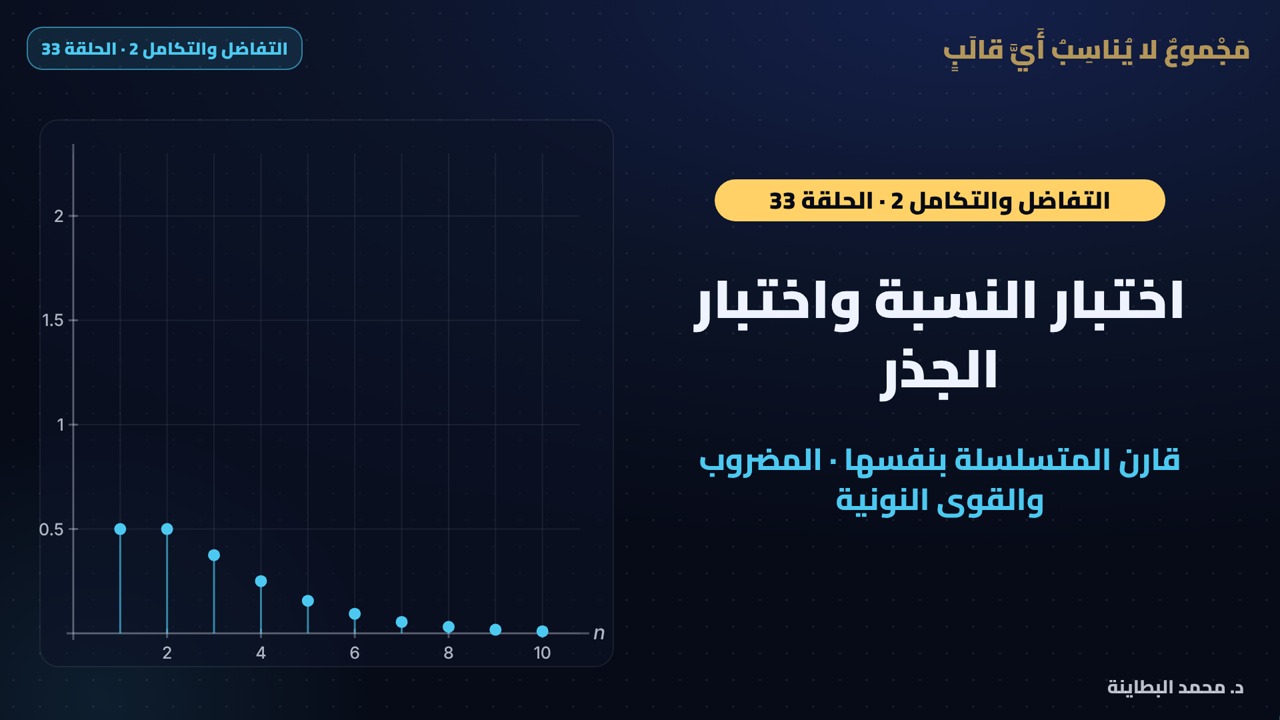 مَجْموعٌ لا يُناسِبُ أَيَّ قالَبٍ
التفاضل والتكامل 2 · الحلقة 33
التفاضل والتكامل 2 · الحلقة 33
اختبار النسبة واختبار
الجذر
قارن المتسلسلة بنفسها · المضروب
والقوى النونية
2
1.5
1
0.5
2 4 6 8 10
n
د. محمد البطاينة